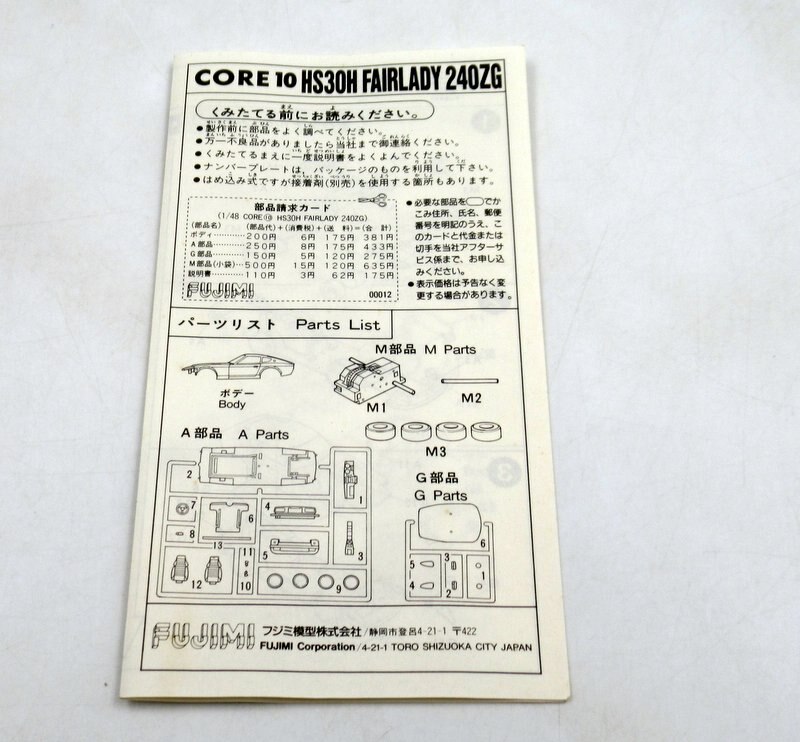 CORE 10 HS30H FAIRLADY 240ZG
くみたてる前にお読みください。
●製作前に部品をよく調べてください。
●万一不良品がありましたら当社まで御連絡ください。
●くみたてるまえに一度説明書をよくよんでください。
●ナンバープレートは，パッケージのものを利用して下さい。
●はめ込み式ですが接着剤(別売)を使用する箇所もあります。
部品請求カード
(1/48 CORE⑩ HS30H FAIRLADY 240ZG)
(部品名) (部品代)+(消費税)+(送 料)=(合 計)
ボディ……200円 6円 175円 381円
A部品……250円 8円 175円 433円
G部品……150円 5円 120円 275円
M部品(小袋)…500円 15円 120円 635円
説明書……110円 3円 62円 175円
FUJIMI 00012
●必要な部品を○でか
こみ住所、氏名、郵便
番号を明記のうえ、こ
のカードと代金または
切手を当社アフターサ
ービス係まで、お申込
みください。
●表示価格は予告なく変
更する場合があります。
パーツリスト Parts List
ボデー
Body
M部品 M Parts
M1
M2
M3
A部品 A Parts
2
1
7
6
4
8
13
5
3
11
12
10
9
G部品
G Parts
6
5
3
1
4
2
FUJIMI フジミ模型株式会社/静岡市登呂4-21-1 〒422
FUJIMI Corporation/4-21-1 TORO SHIZUOKA CITY JAPAN